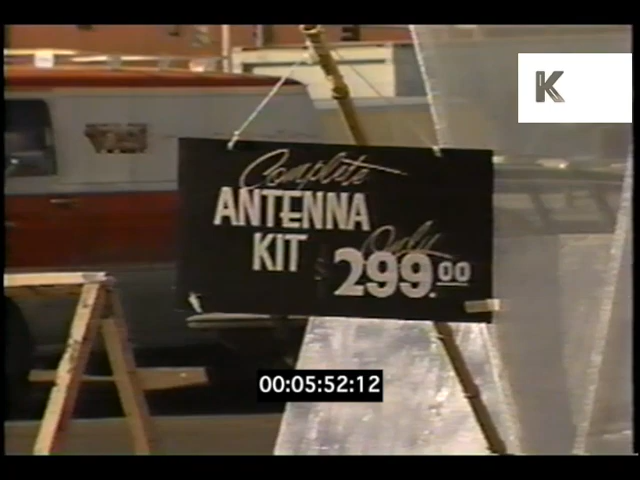 K
Complete
ANTENNA
KIT
Only
$299.00
00:05:52:12